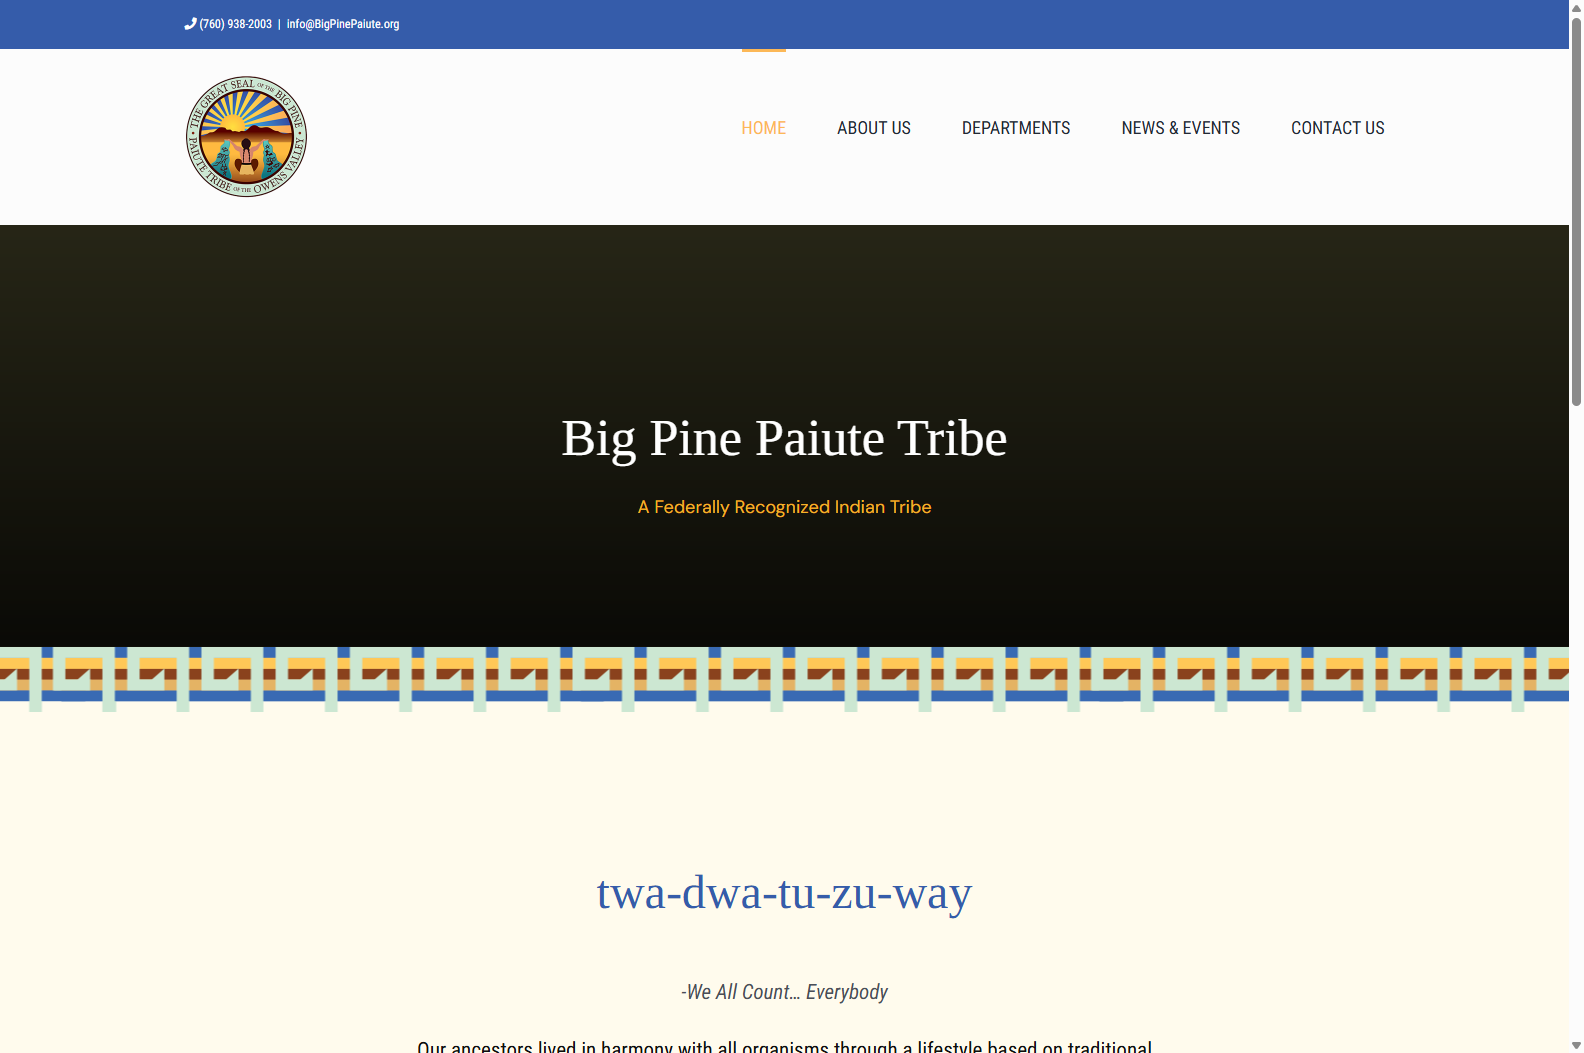 (760) 938-2003 | info@BigPinePaiute.org
THE GREAT SEAL OF THE BIG PINE
PAIUTE TRIBE OF THE OWENS VALLEY
HOME ABOUT US DEPARTMENTS NEWS & EVENTS CONTACT US
Big Pine Paiute Tribe
A Federally Recognized Indian Tribe
twa-dwa-tu-zu-way
-We All Count... Everybody
Our ancestors lived in harmony with all organisms through a lifestyle based on traditional